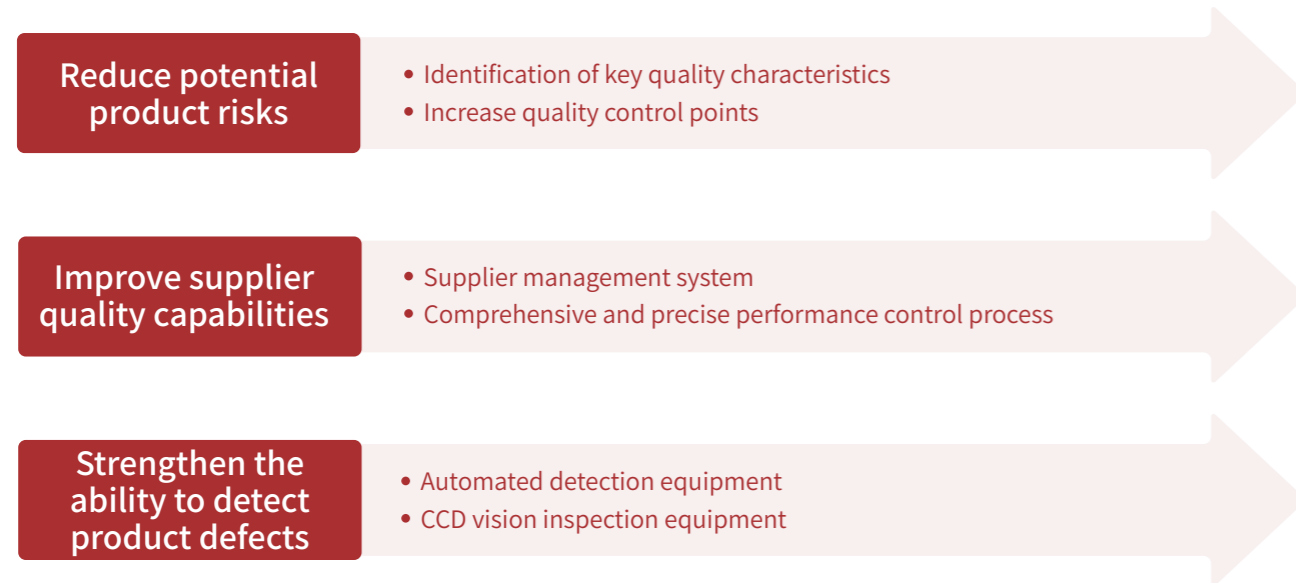 Reduce potential
product risks
• Identification of key quality characteristics
• Increase quality control points
Improve supplier
quality capabilities
• Supplier management system
• Comprehensive and precise performance control process
Strengthen the
ability to detect
product defects
• Automated detection equipment
• CCD vision inspection equipment